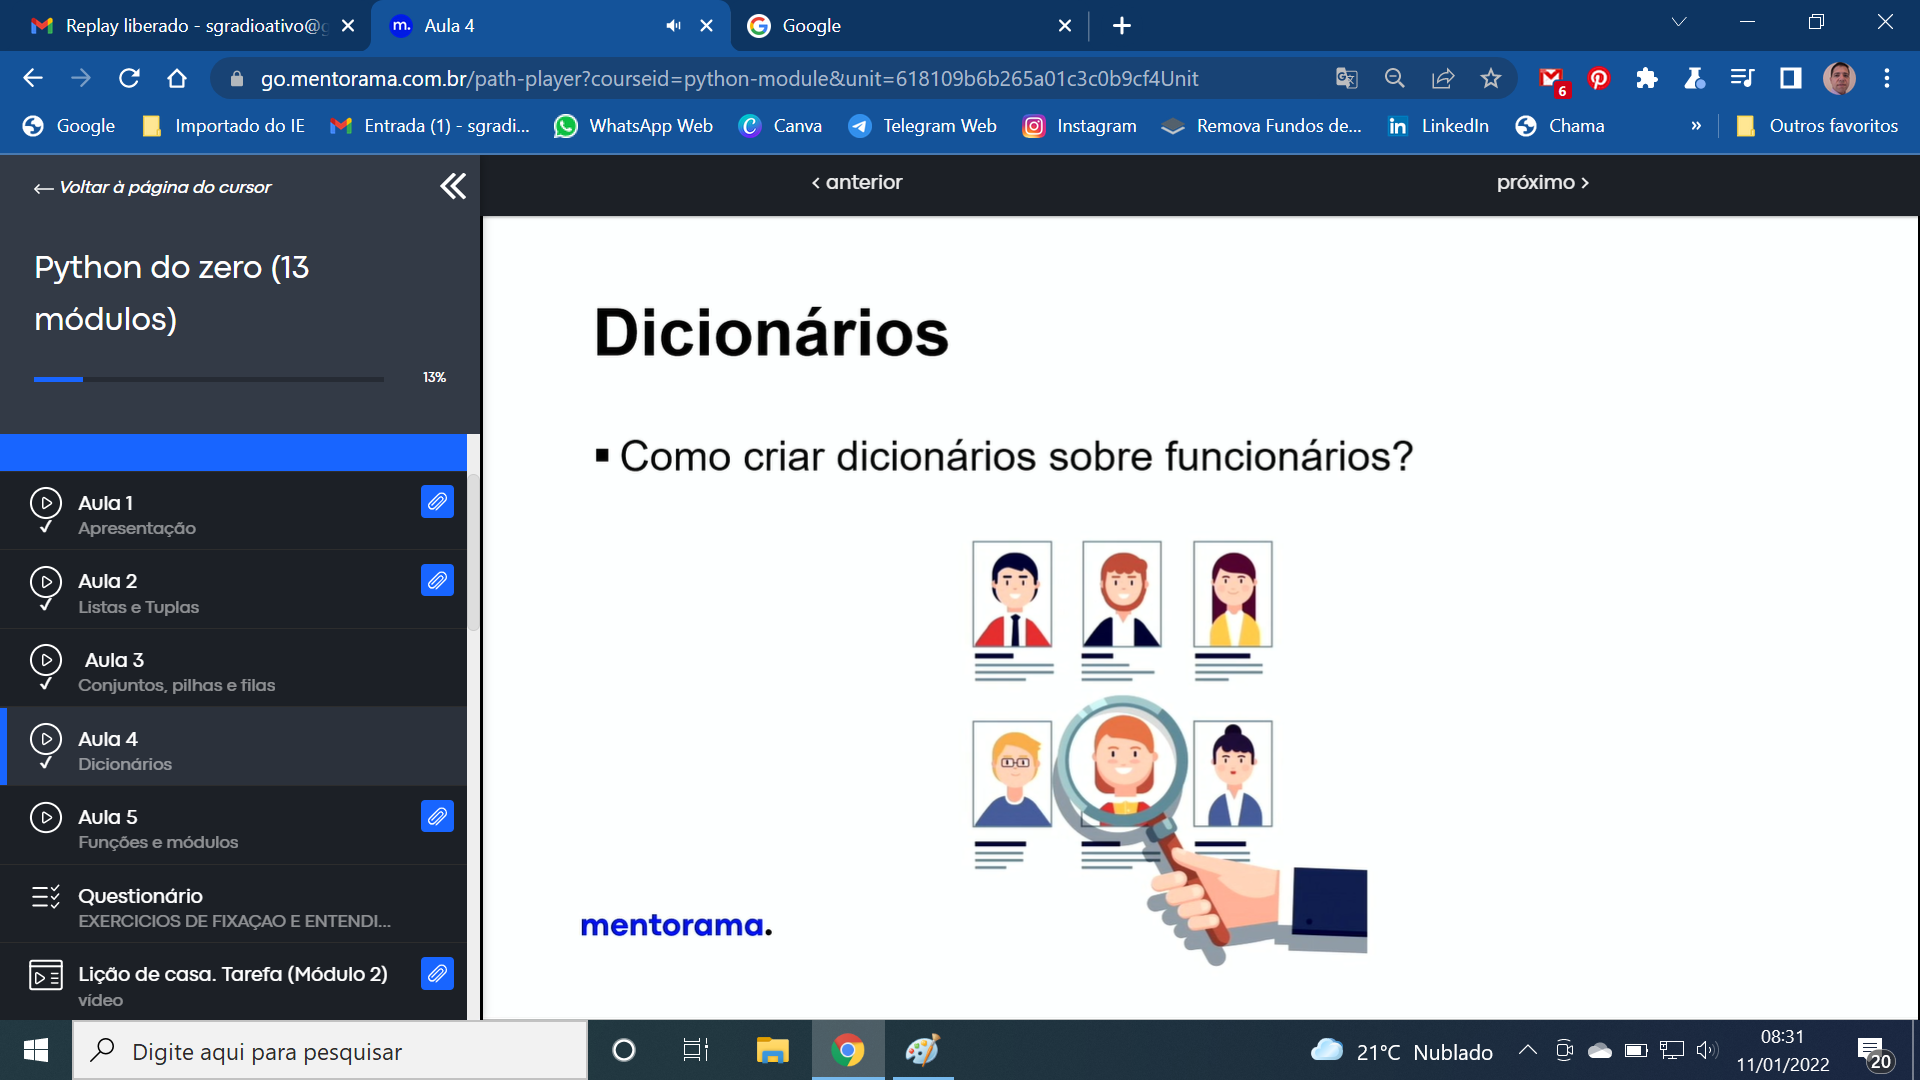 Replay liberado - sgradioativo@g
Aula 4
Google
go.mentorama.com.br/path-player?courseid=python-module&unit=618109b6b265a01c3c0b9cf4Unit
6
Google
Importado do IE
Entrada (1) - sgradi...
WhatsApp Web
Canva
Telegram Web
Instagram
Remova Fundos de...
LinkedIn
Chama
»
Outros favoritos
← Voltar à página do cursor
‹ anterior
próximo ›
Python do zero (13
módulos)
13%
Dicionários
▪ Como criar dicionários sobre funcionários?
Aula 1
Apresentação
Aula 2
Listas e Tuplas
Aula 3
Conjuntos, pilhas e filas
Aula 4
Dicionários
Aula 5
Funções e módulos
Questionário
EXERCICIOS DE FIXAÇAO E ENTENDI...
Lição de casa. Tarefa (Módulo 2)
vídeo
mentorama.
Digite aqui para pesquisar
21°C Nublado
08:31
11/01/2022
20